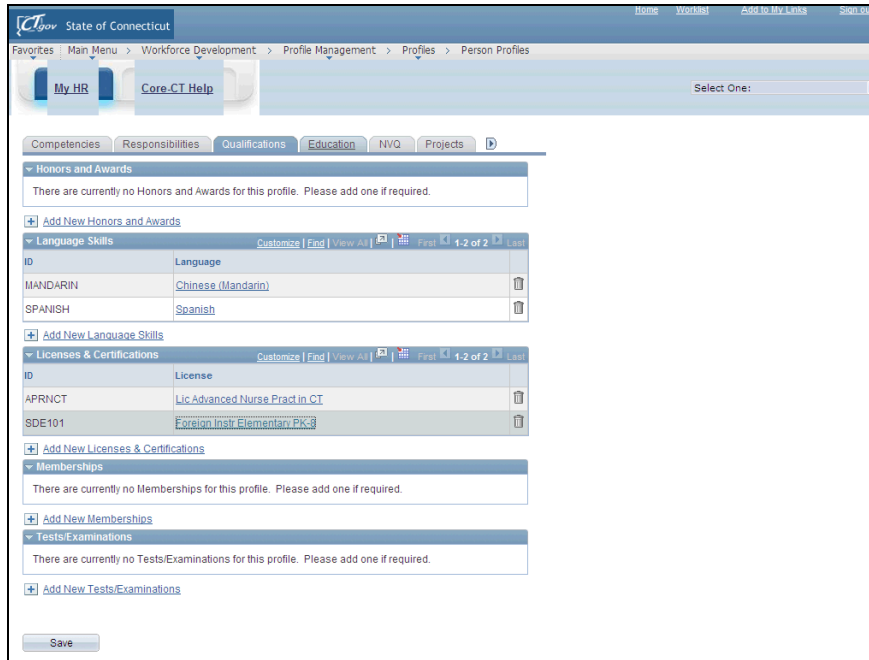 Home Worklist Add to My Links Sign ou
CTgov State of Connecticut
Favorites Main Menu > Workforce Development > Profile Management > Profiles > Person Profiles
My HR Core-CT Help
Select One:
Competencies Responsibilities Qualifications Education NVQ Projects
Honors and Awards
There are currently no Honors and Awards for this profile. Please add one if required.
Add New Honors and Awards
Language Skills Customize | Find | View All | | First 1-2 of 2 Last
ID Language
MANDARIN Chinese (Mandarin)
SPANISH Spanish
Add New Language Skills
Licenses & Certifications Customize | Find | View All | | First 1-2 of 2 Last
ID License
APRNCT Lic Advanced Nurse Pract in CT
SDE101 Foreign Instr Elementary PK-8
Add New Licenses & Certifications
Memberships
There are currently no Memberships for this profile. Please add one if required.
Add New Memberships
Tests/Examinations
There are currently no Tests/Examinations for this profile. Please add one if required.
Add New Tests/Examinations
Save